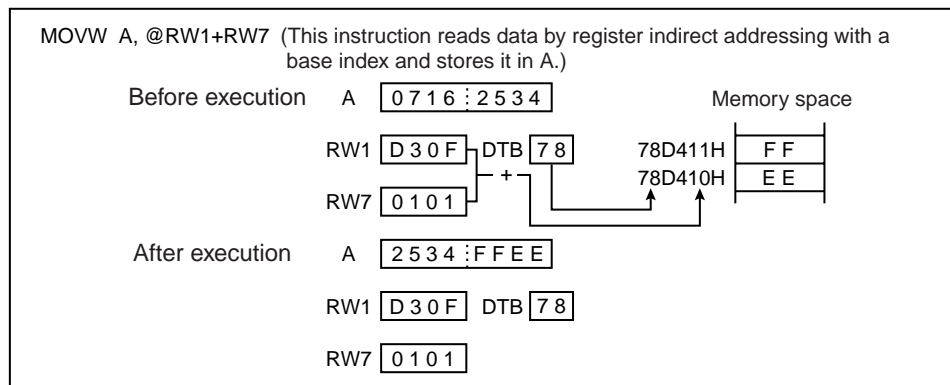 MOVW A, @RW1+RW7 (This instruction reads data by register indirect addressing with a
base index and stores it in A.)
Before execution A 0716 2534 Memory space
RW1 D30F DTB 78 78D411H FF
+ 78D410H EE
RW7 0101
After execution A 2534 FFEE
RW1 D30F DTB 78
RW7 0101